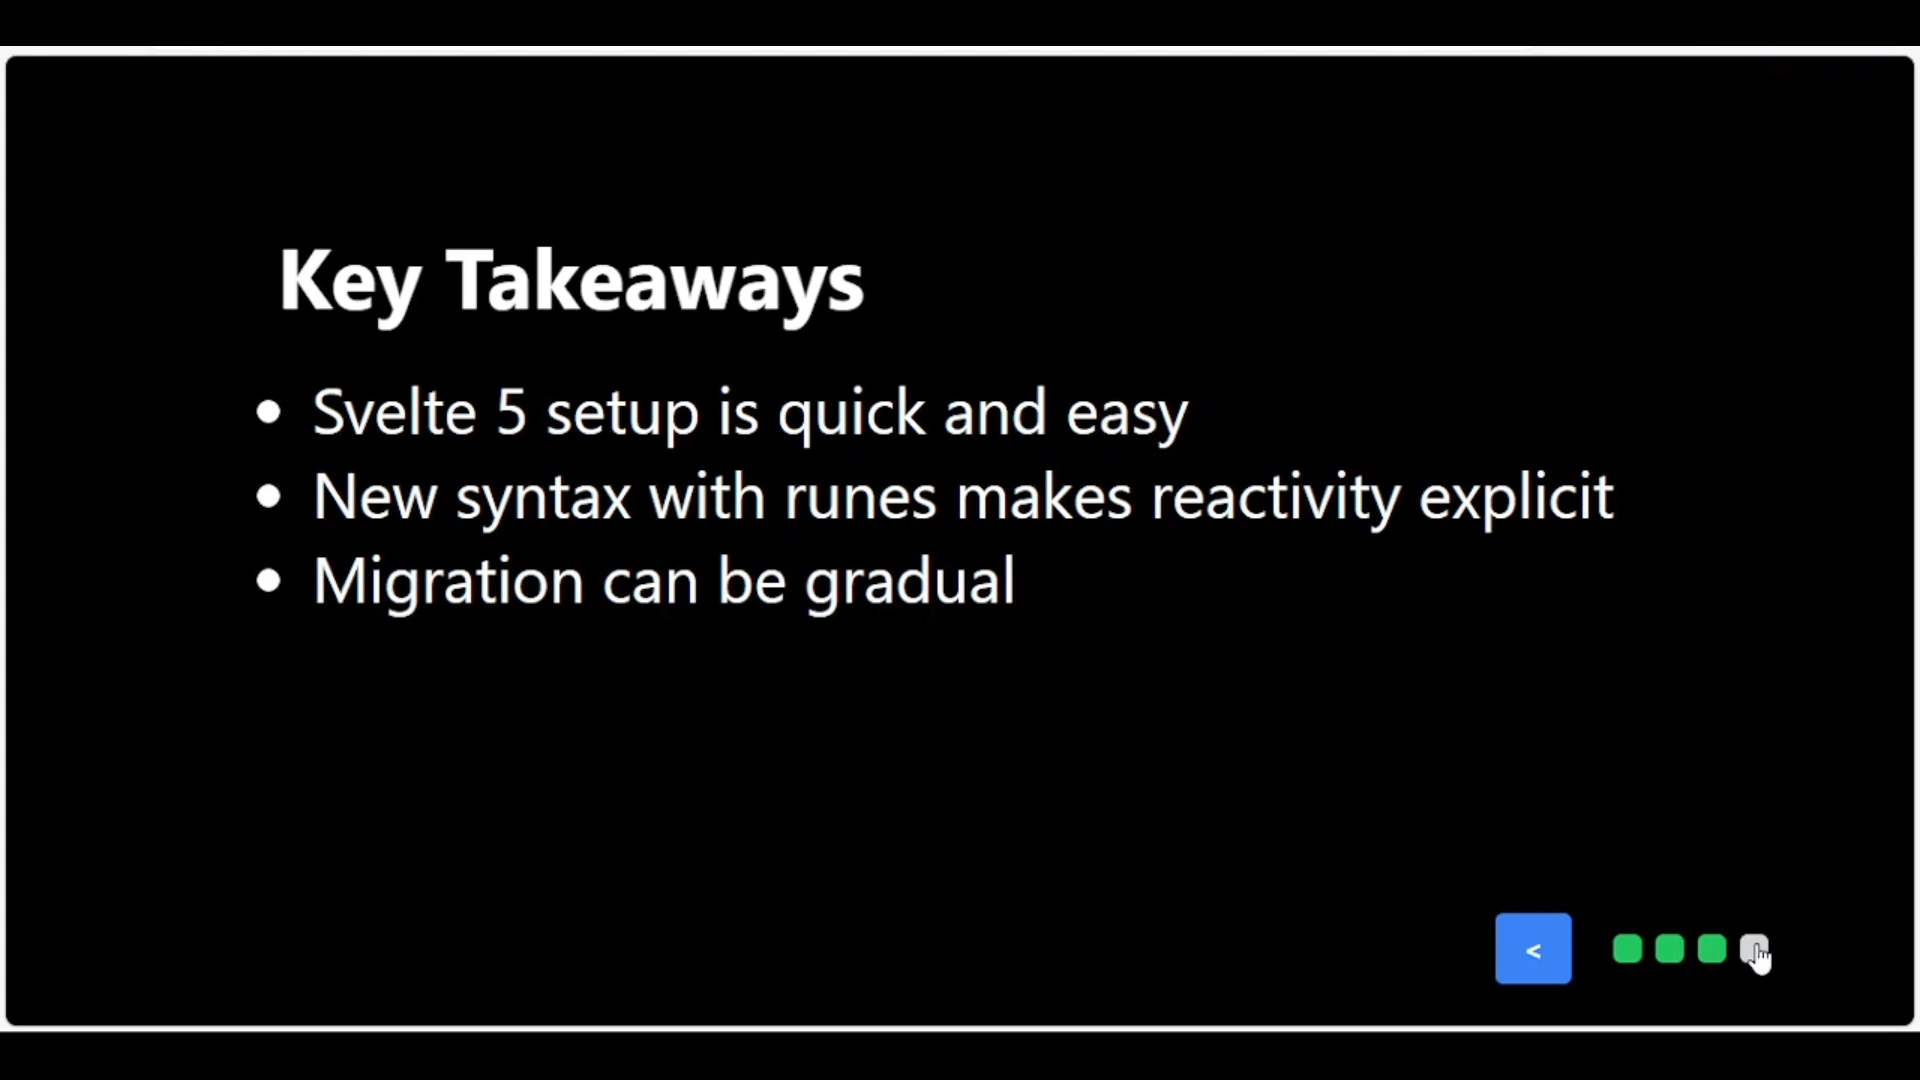 Key Takeaways
• Svelte 5 setup is quick and easy
• New syntax with runes makes reactivity explicit
• Migration can be gradual
<